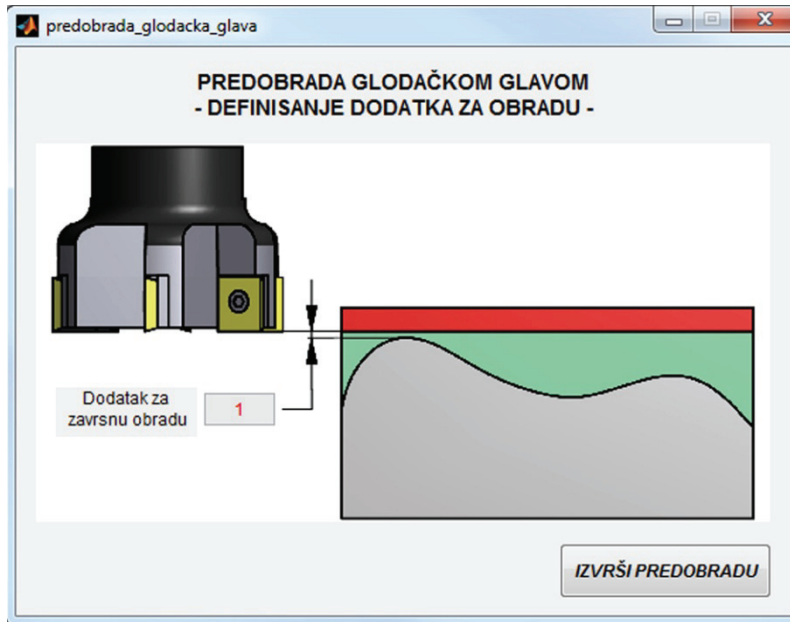 predobrada_glodacka_glava
PREDOBRADA GLODAČKOM GLAVOM
- DEFINISANJE DODATKA ZA OBRADU -
Dodatak za
zavrsnu obradu
1
IZVRŠI PREDOBRADU